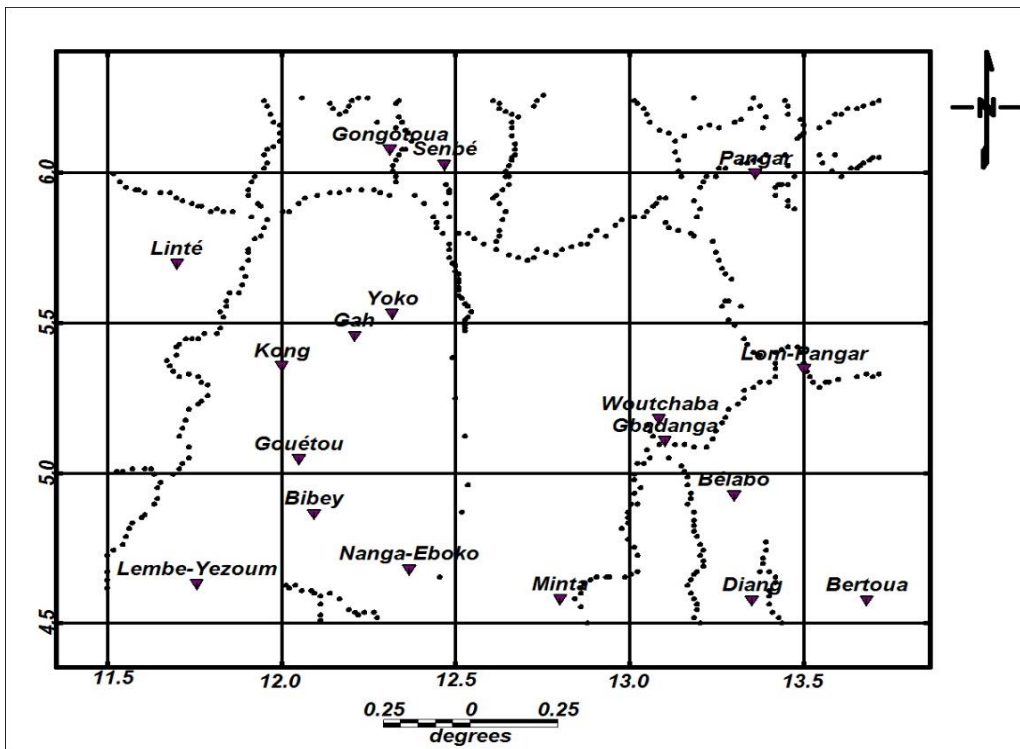 N
Gongotoua
Senbé
Pangar
6.0
Linté
Yoko
Gah
5.5
Kong
Lom-Pangar
Woutchaba
Gbadanga
Gouétou
5.0
Bélabo
Bibey
Nanga-Eboko
Lembe-Yezoum
Minta
Diang
Bertoua
4.5
11.5
12.0
12.5
13.0
13.5
0.25 0 0.25
degrees